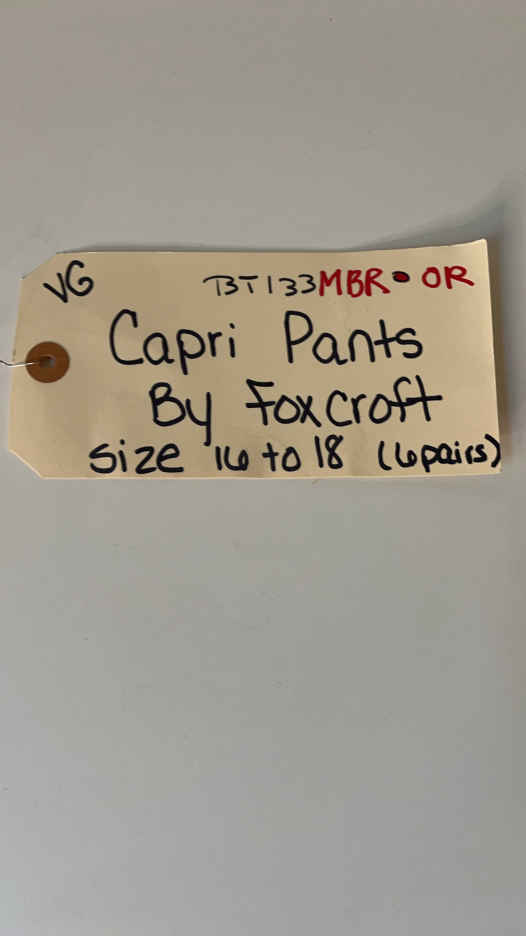 VG BT133MBR • OR
Capri Pants
By Foxcroft
size 16 to 18 (6pairs)